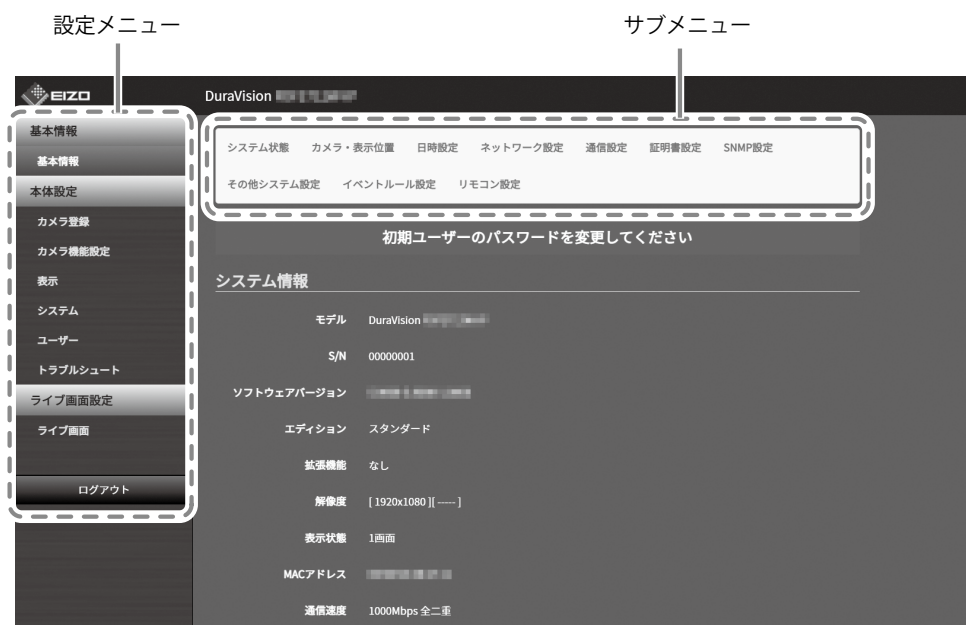 設定メニュー
サブメニュー
EIZO
DuraVision
基本情報
基本情報
本体設定
カメラ登録
カメラ機能設定
表示
システム
ユーザー
トラブルシュート
ライブ画面設定
ライブ画面
ログアウト
システム状態 カメラ・表示位置 日時設定 ネットワーク設定 通信設定 証明書設定 SNMP設定
その他システム設定 イベントルール設定 リモコン設定
初期ユーザーのパスワードを変更してください
システム情報
モデル DuraVision
S/N 00000001
ソフトウェアバージョン
エディション スタンダード
拡張機能 なし
解像度 [ 1920x1080 ][ ----- ]
表示状態 1画面
MACアドレス
通信速度 1000Mbps 全二重